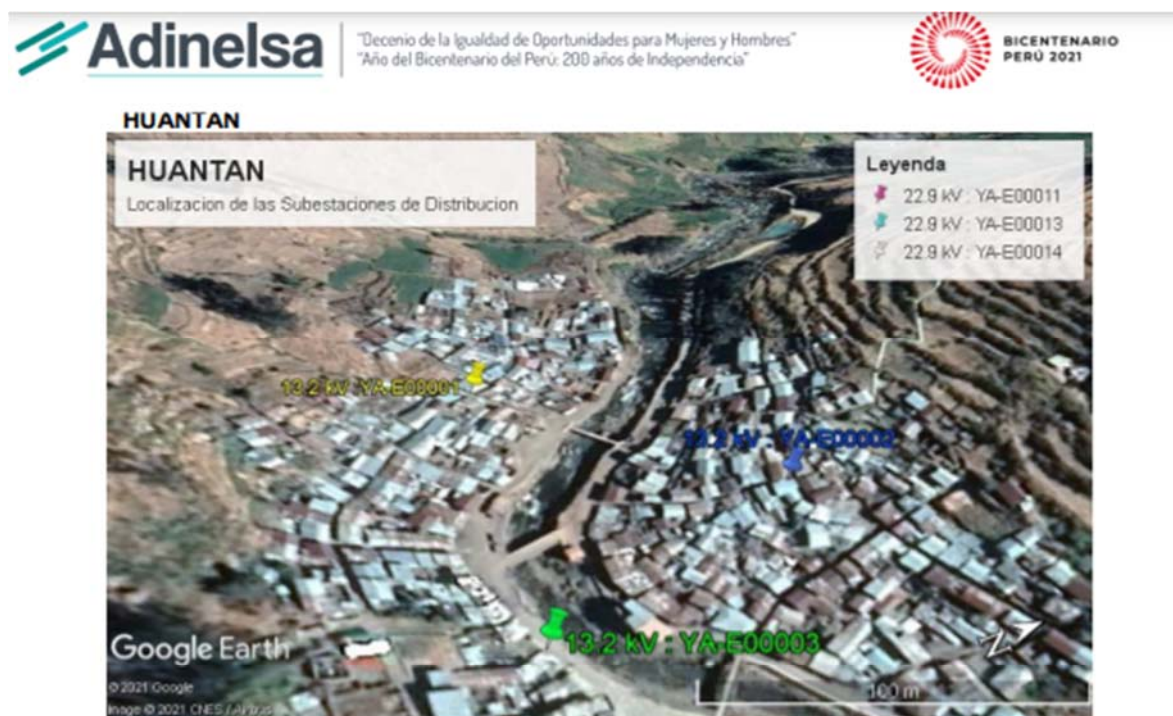 Adinelsa
"Decenio de la Igualdad de Oportunidades para Mujeres y Hombres"
"Año del Bicentenario del Perú: 200 años de Independencia"
BICENTENARIO
PERÚ 2021
HUANTAN
HUANTAN
Localizacion de las Subestaciones de Distribucion
Leyenda
22.9 kV : YA-E00011
22.9 kV : YA-E00013
22.9 kV : YA-E00014
13.2 kV : YA-E00001
13.2 kV : YA-E00002
13.2 kV : YA-E00003
N
Google Earth
© 2021 Google
Image © 2021 CNES / Airbus
100 m